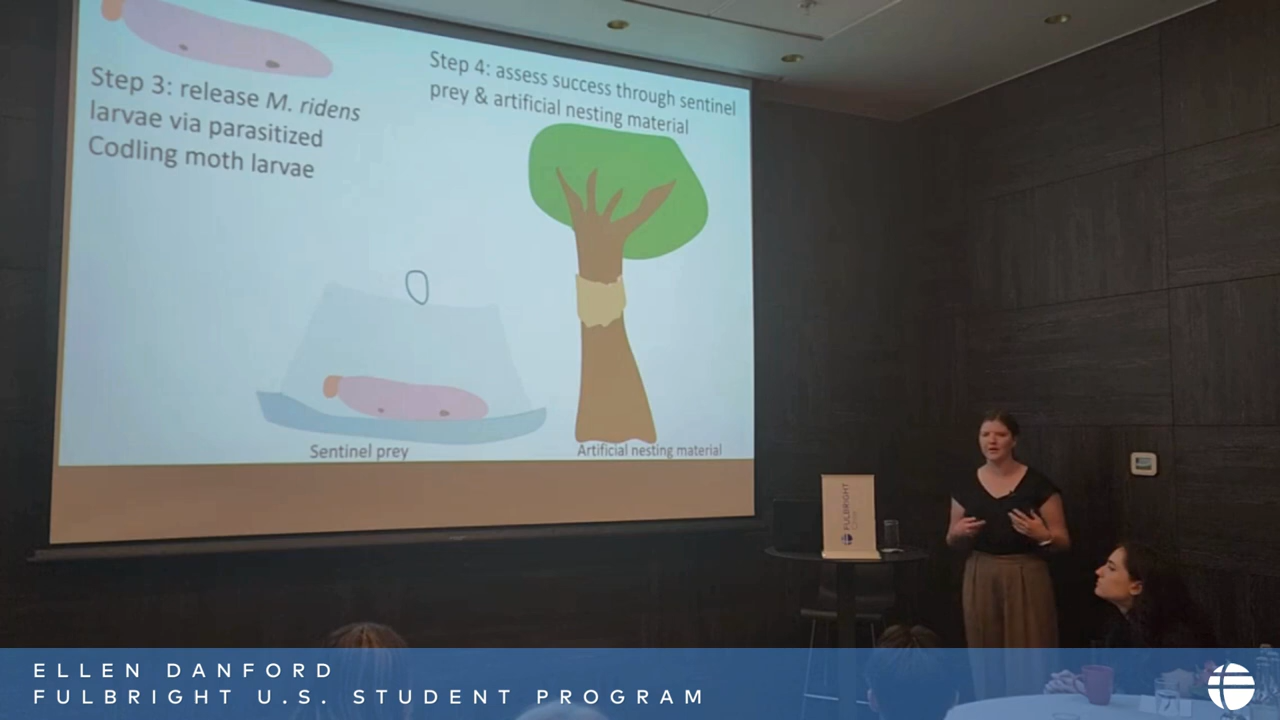 Step 3: release M. ridens
larvae via parasitized
Codling moth larvae
Step 4: assess success through sentinel
prey & artificial nesting material
Sentinel prey
Artificial nesting material
FULBRIGHT
ELLEN DANFORD
FULBRIGHT U.S. STUDENT PROGRAM